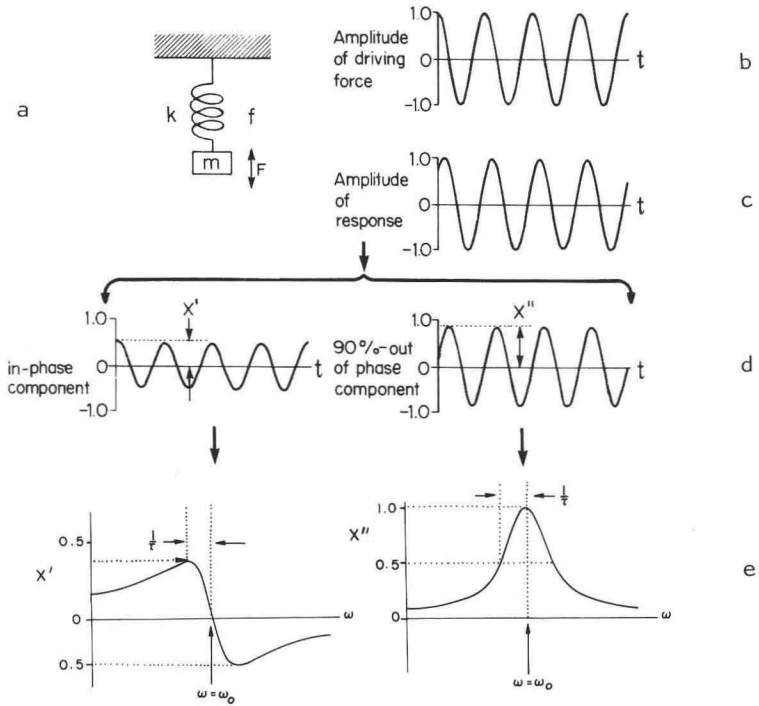 a
k
f
m
F
Amplitude
of driving
force
1.0
0
-1.0
t
b
Amplitude
of
response
1.0
0
-1.0
t
c
in-phase
component
1.0
0
-1.0
X'
t
90%-out
of phase
component
1.0
0
-1.0
X"
t
d
X'
0.5
0
0.5
1/τ
ω
ω=ω₀
X"
1.0
0.5
0
1/τ
ω
ω=ω₀
e